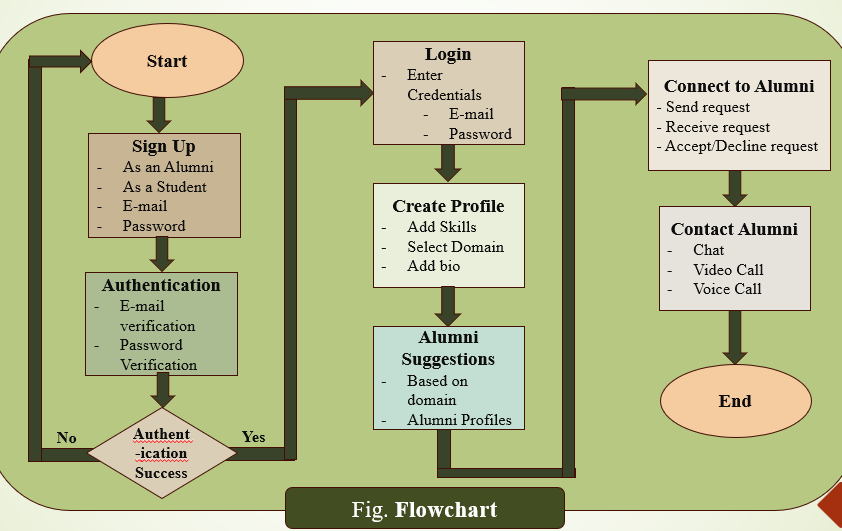 Start
Sign Up
- As an Alumni
- As a Student
- E-mail
- Password
Authentication
- E-mail
verification
- Password
Verification
Authent
-ication
Success
No
Yes
Login
- Enter
Credentials
- E-mail
- Password
Create Profile
- Add Skills
- Select Domain
- Add bio
Alumni
Suggestions
- Based on
domain
- Alumni Profiles
Connect to Alumni
- Send request
- Receive request
- Accept/Decline request
Contact Alumni
- Chat
- Video Call
- Voice Call
End
Fig. Flowchart